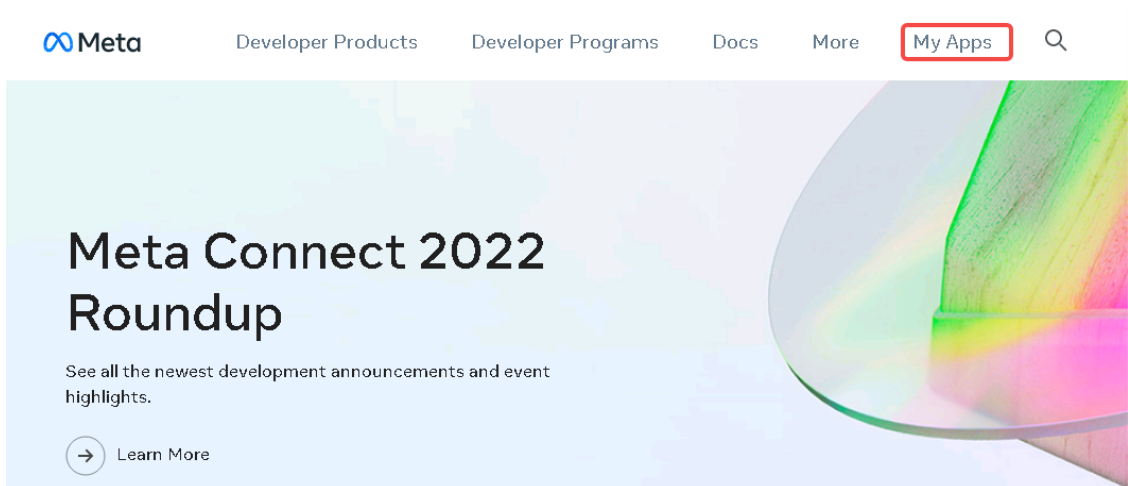 Meta
Developer Products
Developer Programs
Docs
More
My Apps
Meta Connect 2022
Roundup
See all the newest development announcements and event
highlights.
Learn More